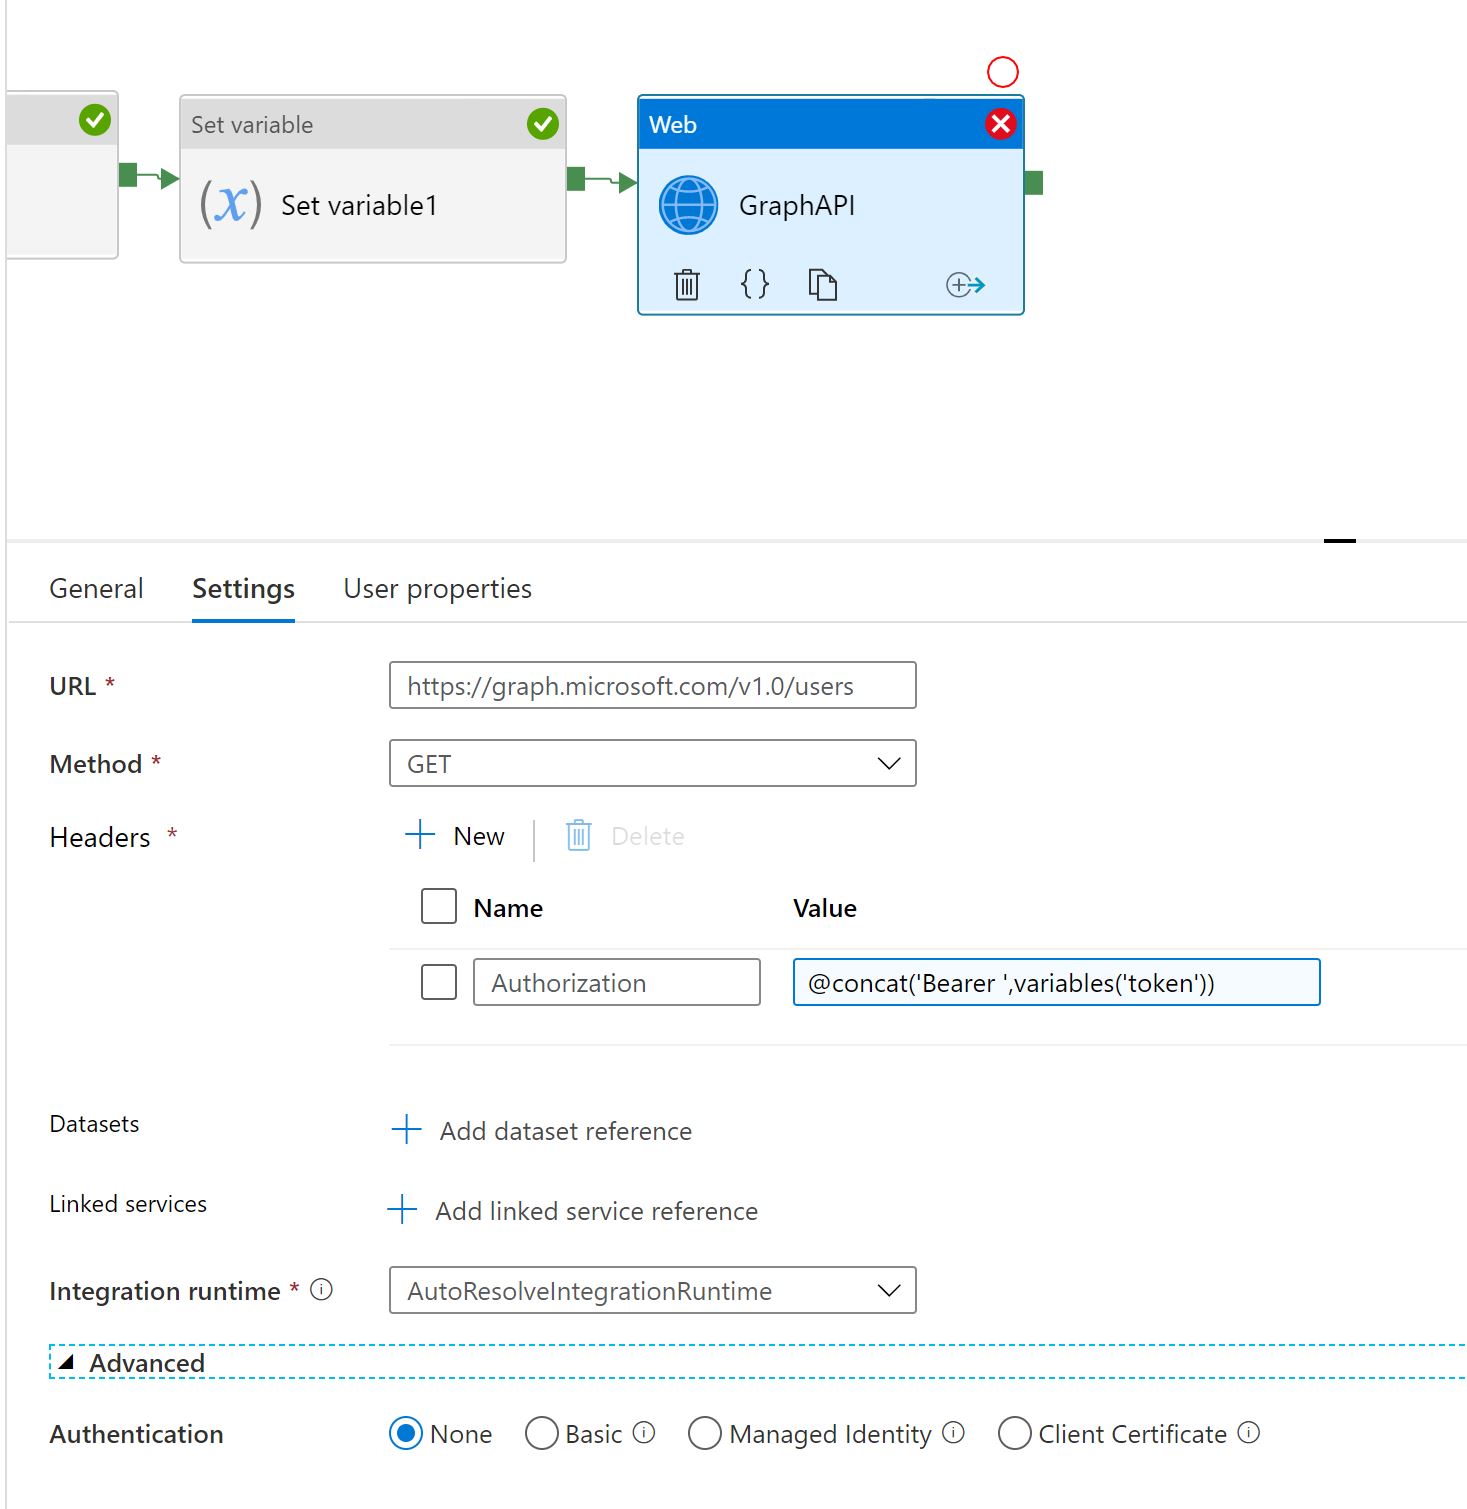 Set variable
Web
(x) Set variable1
GraphAPI
{}
General Settings User properties
URL *
https://graph.microsoft.com/v1.0/users
Method *
GET
Headers *
New
Delete
Name Value
Authorization
@concat('Bearer ',variables('token'))
Datasets
Add dataset reference
Linked services
Add linked service reference
Integration runtime *
AutoResolveIntegrationRuntime
Advanced
Authentication
None Basic Managed Identity Client Certificate